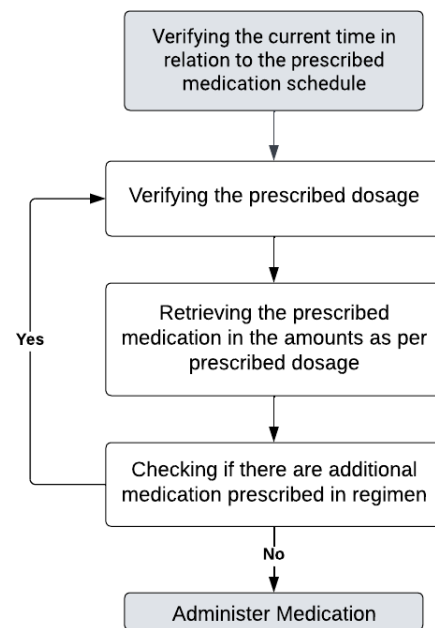 Verifying the current time in
relation to the prescribed
medication schedule
Verifying the prescribed dosage
Retrieving the prescribed
medication in the amounts as per
prescribed dosage
Yes
Checking if there are additional
medication prescribed in regimen
No
Administer Medication